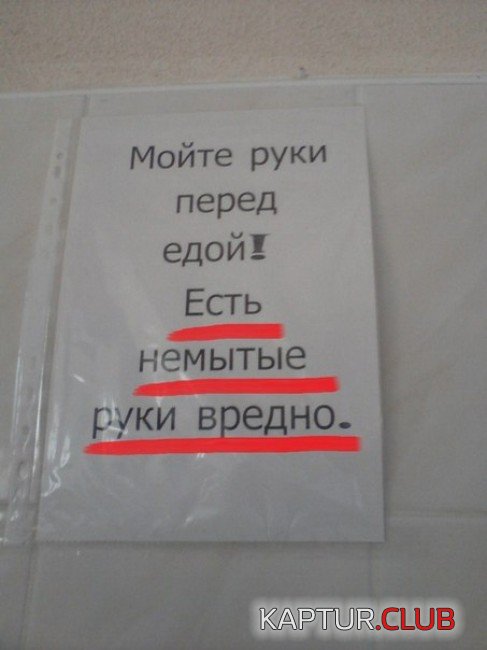 Мойте руки
перед
едой!
Есть
немытые
руки вредно.
KAPTUR.CLUB